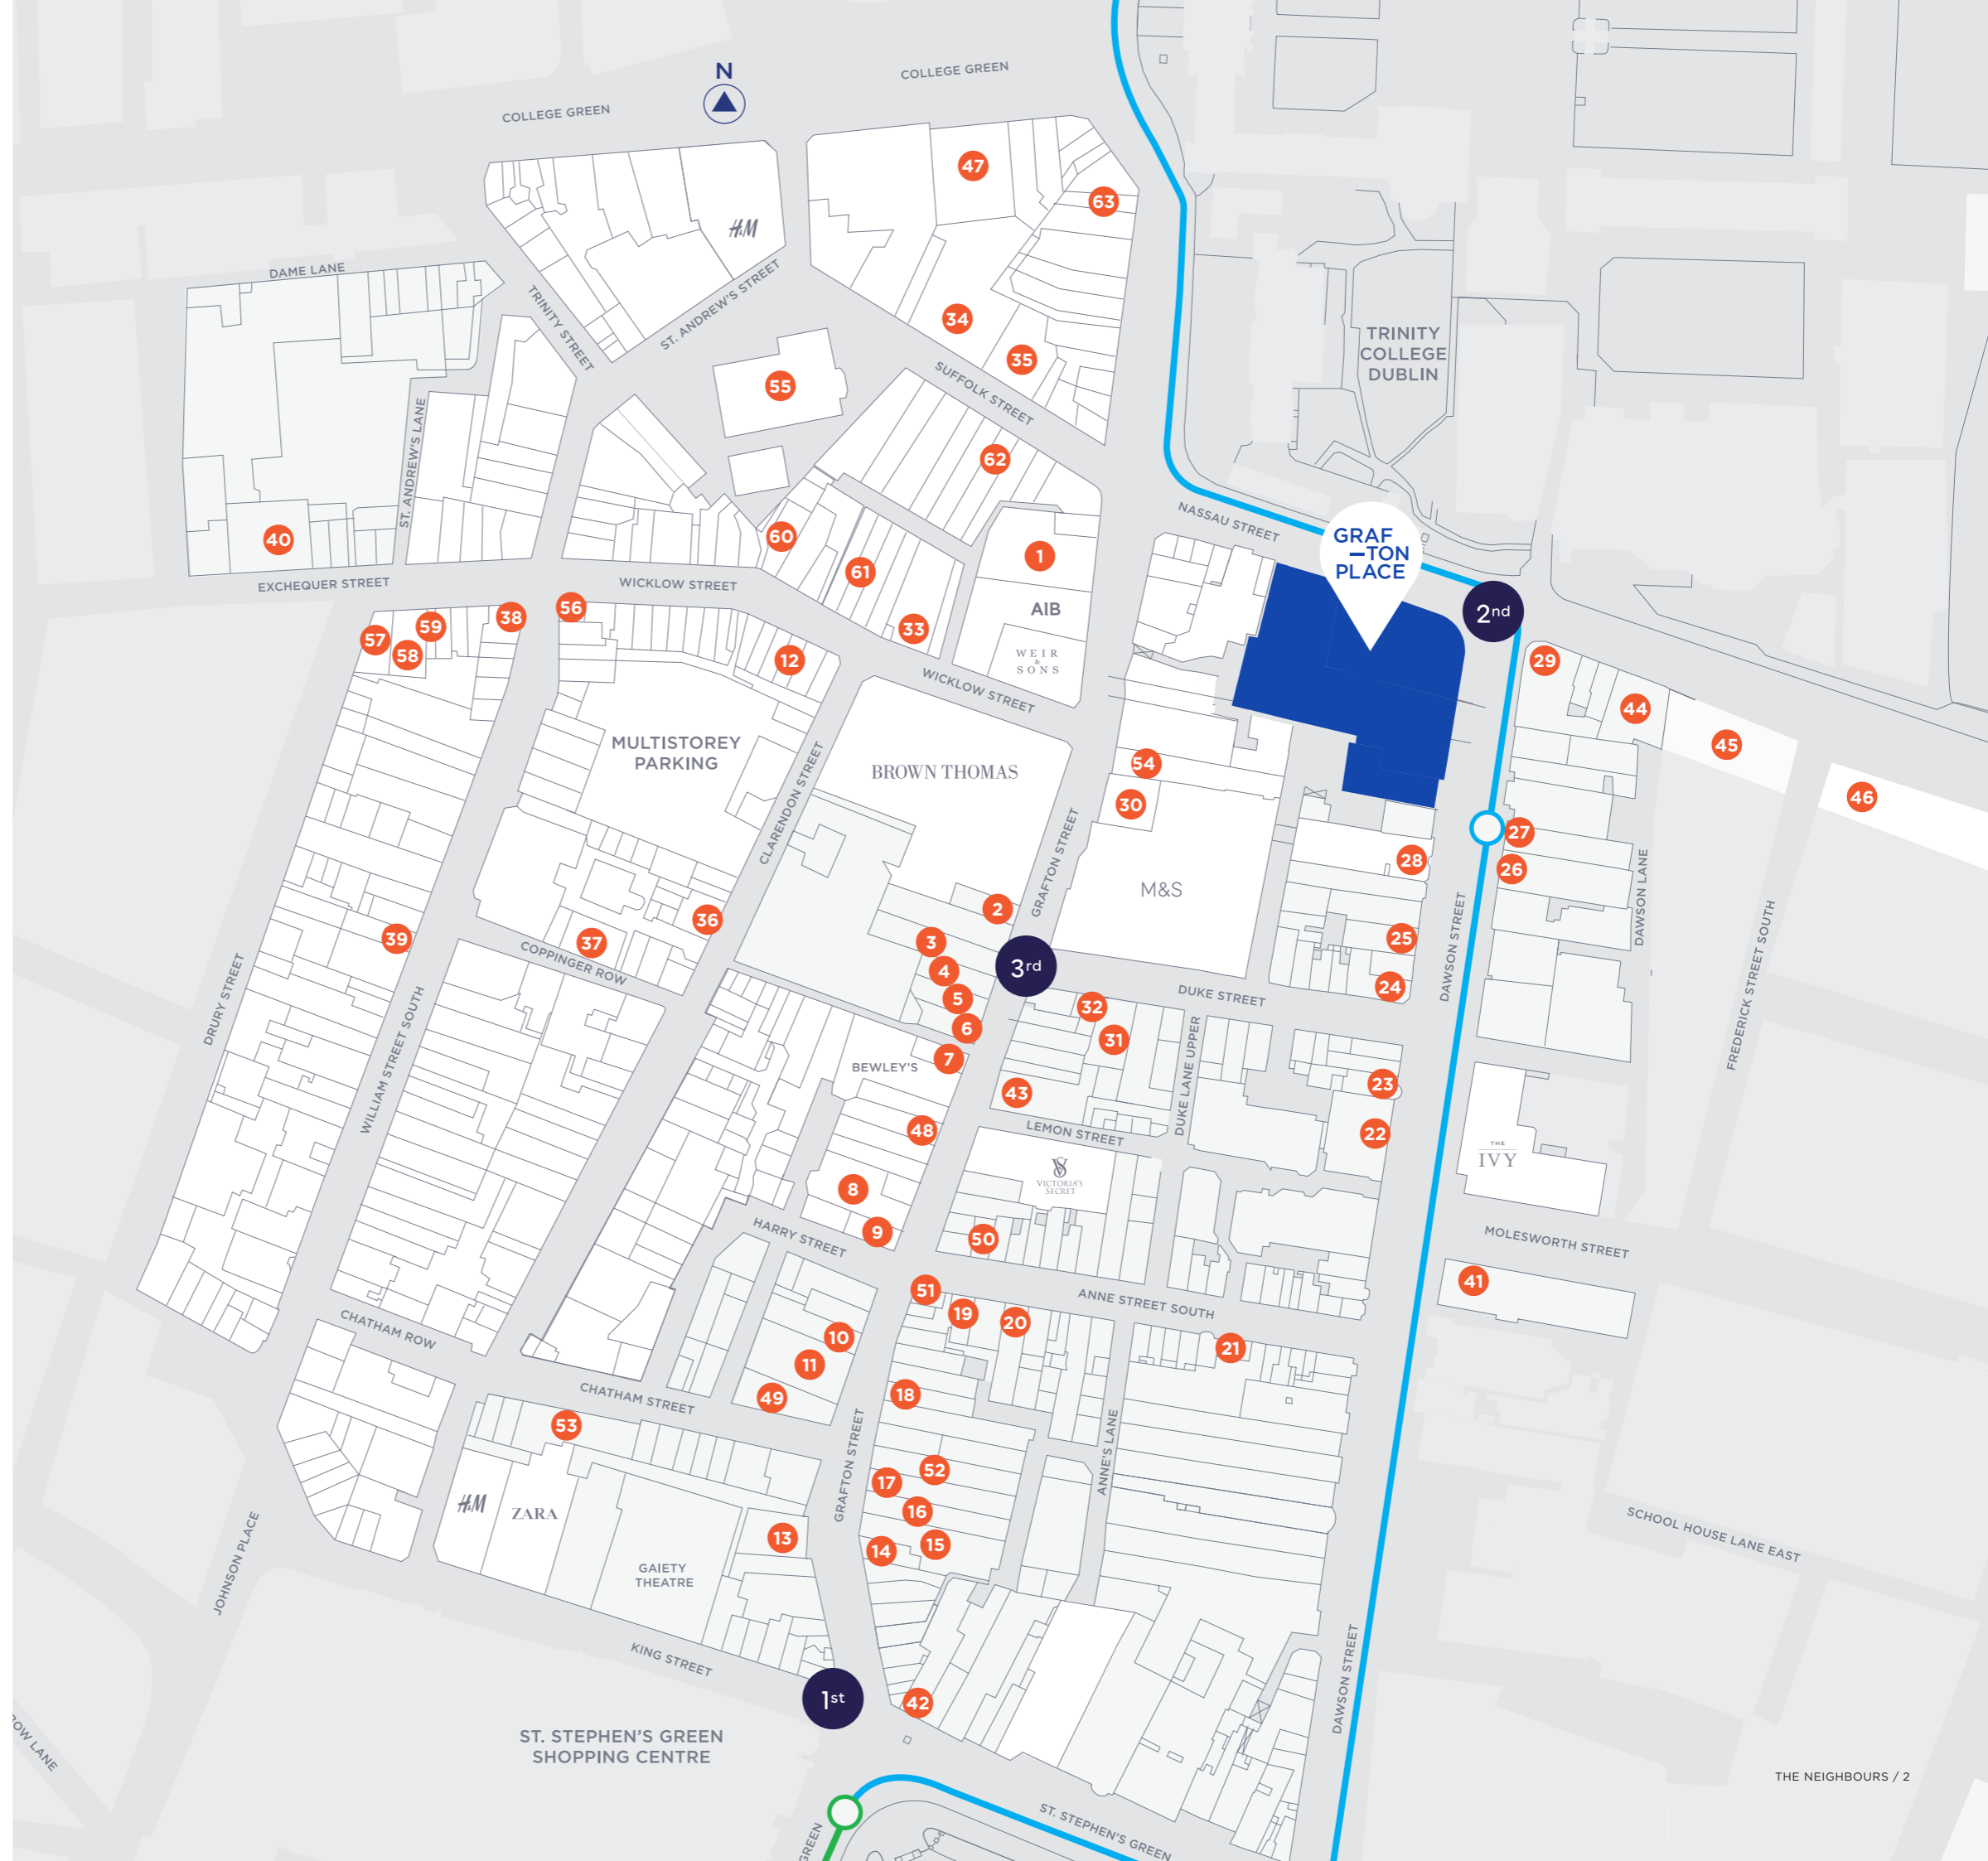 COLLEGE GREEN
N
COLLEGE GREEN
47
63
H&M
DAME LANE
TRINITY STREET
ST. ANDREW'S STREET
34
35
SUFFOLK STREET
55
TRINITY
COLLEGE
DUBLIN
ST. ANDREW'S LANE
62
40
60
61
1
NASSAU STREET
GRAF
—TON
PLACE
EXCHEQUER STREET
WICKLOW STREET
AIB
WEIR
&
SONS
2nd
57
58
59
38
56
33
12
WICKLOW STREET
29
44
45
46
MULTISTOREY
PARKING
CLARENDON STREET
BROWN THOMAS
54
30
GRAFTON STREET
M&S
28
27
26
DAWSON LANE
FREDERICK STREET SOUTH
DAWSON STREET
36
37
39
COPPINGER ROW
2
3
4
5
6
7
3rd
25
24
DUKE STREET
DRURY STREET
WILLIAM STREET SOUTH
32
31
DUKE LANE UPPER
BEWLEY'S
43
23
22
48
LEMON STREET
VS
VICTORIA'S
SECRET
THE
IVY
8
9
HARRY STREET
50
MOLESWORTH STREET
41
51
ANNE STREET SOUTH
19
20
21
CHATHAM ROW
10
11
49
CHATHAM STREET
18
53
GRAFTON STREET
ANNE'S LANE
52
17
16
15
14
13
H&M
ZARA
GAIETY
THEATRE
JOHNSON PLACE
SCHOOL HOUSE LANE EAST
KING STREET
1st
42
DAWSON STREET
ST. STEPHEN'S GREEN
SHOPPING CENTRE
OW LANE
THE NEIGHBOURS / 2
ST. STEPHEN'S GREEN
GREEN